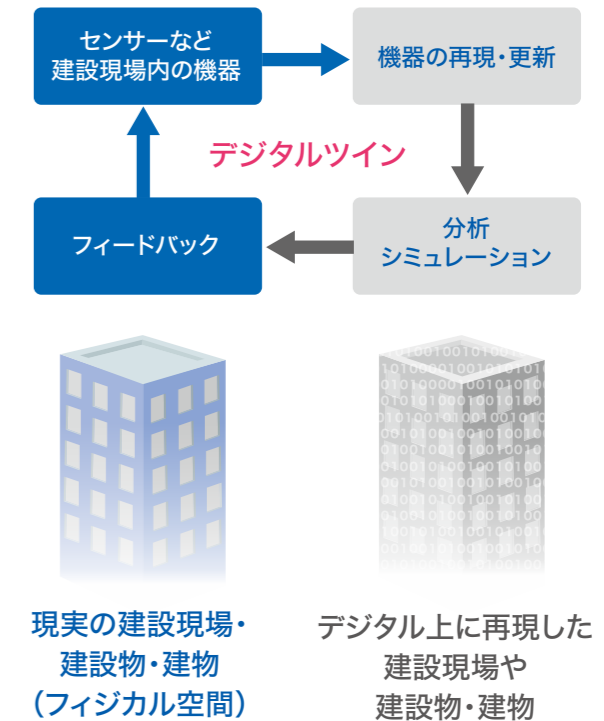 センサーなど
建設現場内の機器
機器の再現・更新
デジタルツイン
フィードバック
分析
シミュレーション
現実の建設現場・
建設物・建物
（フィジカル空間）
デジタル上に再現した
建設現場や
建設物・建物